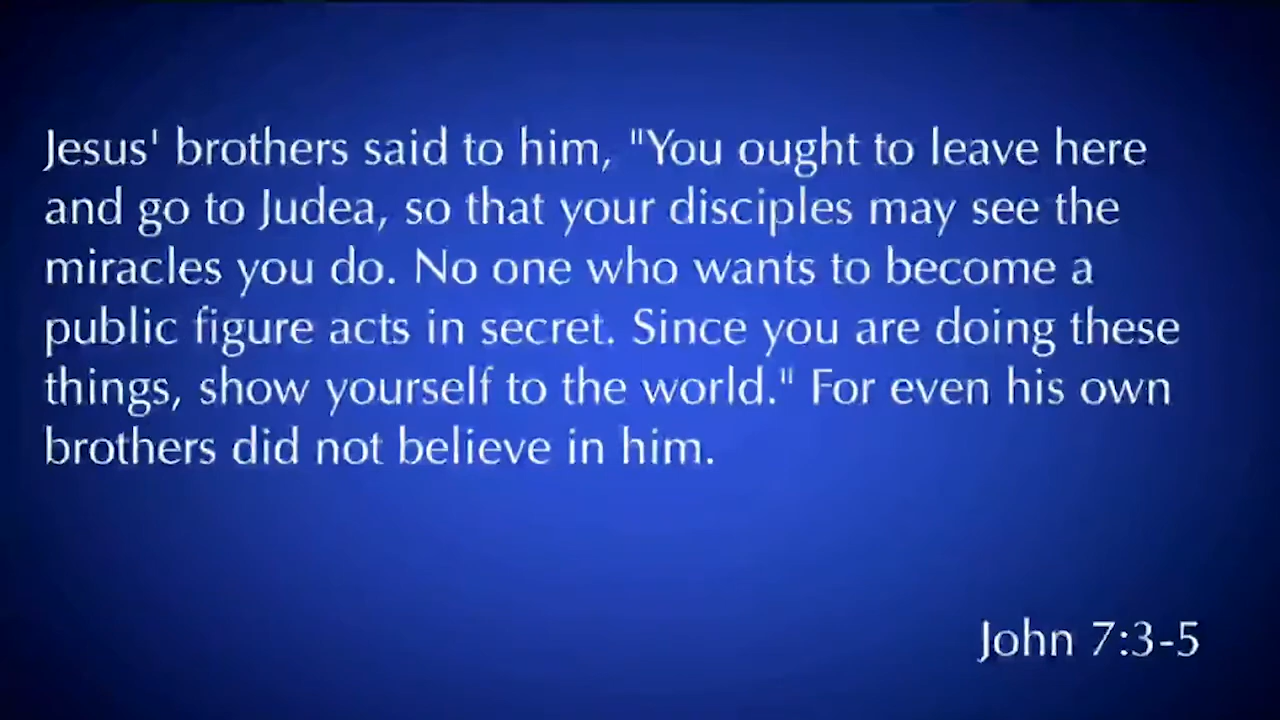 Jesus' brothers said to him, "You ought to leave here
and go to Judea, so that your disciples may see the
miracles you do. No one who wants to become a
public figure acts in secret. Since you are doing these
things, show yourself to the world." For even his own
brothers did not believe in him.
John 7:3-5